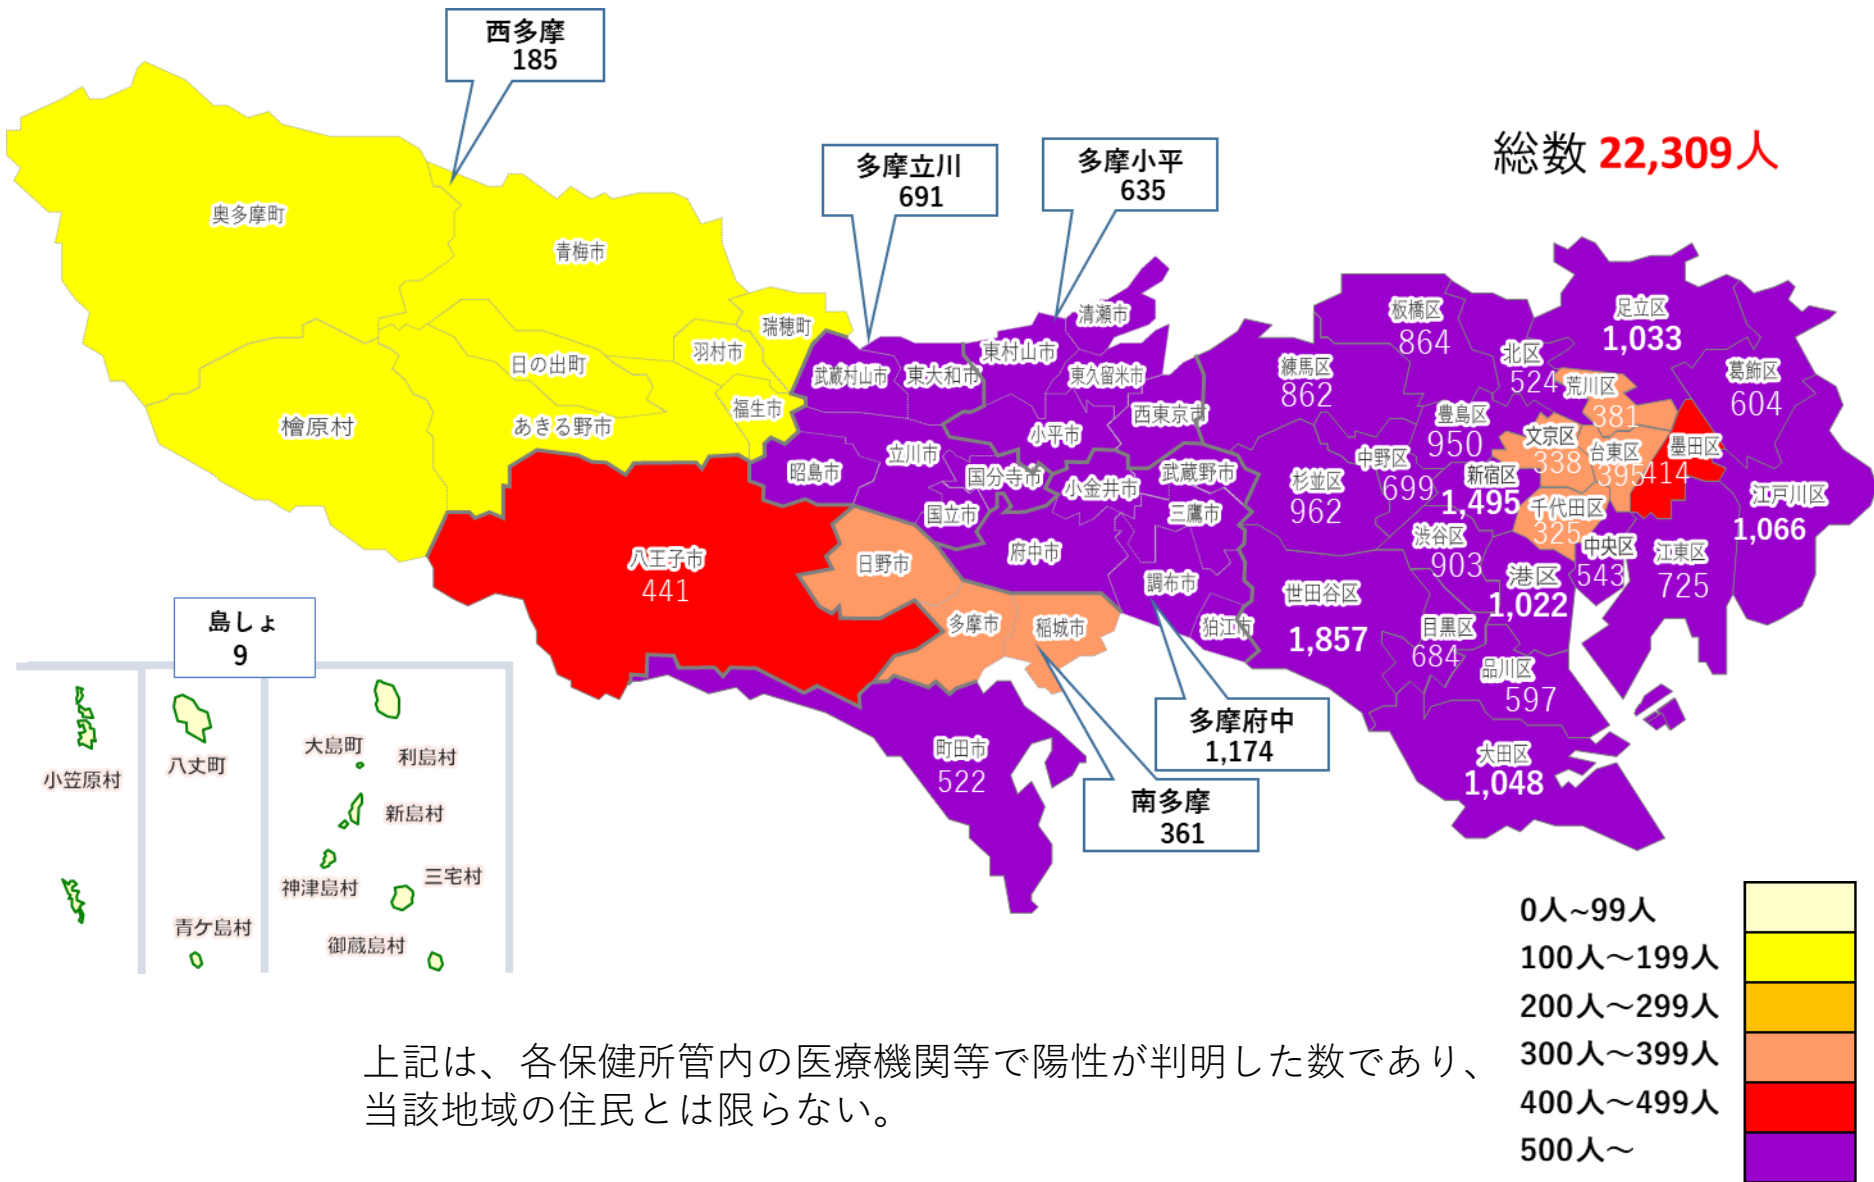 西多摩
185
多摩立川
691
多摩小平
635
総数 22,309人
奥多摩町
青梅市
瑞穂町
羽村市
日の出町
福生市
檜原村
あきる野市
武蔵村山市
東大和市
東村山市
清瀬市
東久留米市
西東京市
小平市
昭島市
立川市
国分寺市
小金井市
武蔵野市
国立市
三鷹市
府中市
調布市
狛江市
八王子市
441
日野市
多摩市
稲城市
町田市
522
多摩府中
1,174
南多摩
361
板橋区
864
足立区
1,033
北区
524
葛飾区
604
練馬区
862
荒川区
381
豊島区
950
文京区
338
台東区
395
墨田区
414
中野区
699
杉並区
962
新宿区
1,495
千代田区
325
江戸川区
1,066
渋谷区
903
中央区
543
江東区
725
世田谷区
1,857
港区
1,022
目黒区
684
品川区
597
大田区
1,048
島しょ
9
小笠原村
八丈町
大島町
利島村
新島村
神津島村
三宅村
青ケ島村
御蔵島村
0人~99人
100人～199人
200人～299人
300人～399人
400人～499人
500人～
上記は、各保健所管内の医療機関等で陽性が判明した数であり、
当該地域の住民とは限らない。